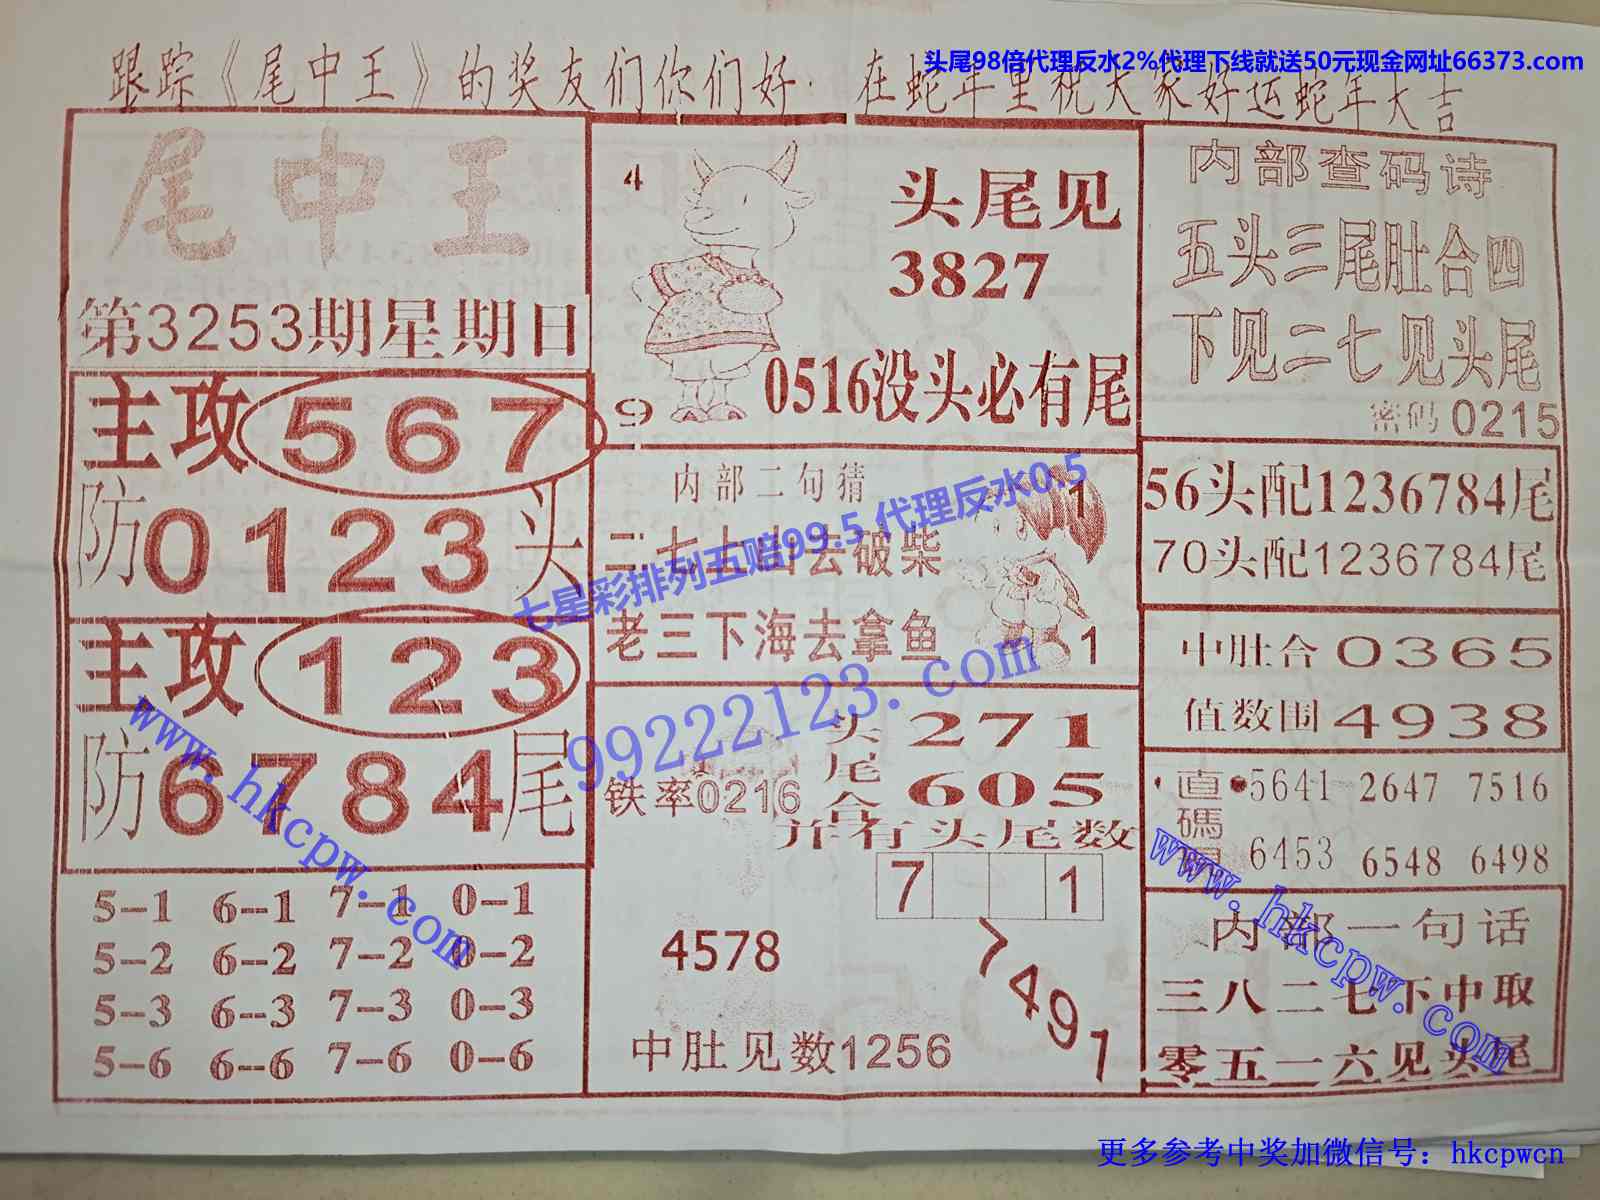 头尾98倍代理反水2%代理下线就送50元现金网址66373.com
跟踪《尾中王》的奖友们你们好·在蛇年里祝大家好运蛇年大吉
尾中王
第3253期星期日
主攻567
防0123头
主攻123
防6784尾
5--1 6--1 7--1 0--1
5--2 6--2 7--2 0--2
5--3 6--3 7--3 0--3
5--6 6--6 7--6 0--6
4
头尾见
3827
0516没头必有尾
9
内部二句猜
二七上山去破柴
老三下海去拿鱼
1
1
七星彩排列五赔99.5 代理反水0.5
99222123.com
头尾合
271
605
铁率0216
并有头尾数
7 1
4578
7491
中肚见数1256
内部查码诗
五头三尾肚合四
下见二七见头尾
密码0215
56头配1236784尾
70头配1236784尾
中肚合0365
值数围4938
直碼
5641 2647 7516
6453 6548 6498
内部一句话
三八二七下中取
零五一六见头尾
www.hkcpw.com
www.hkcpw.com
更多参考中奖加微信号：hkcpwcn